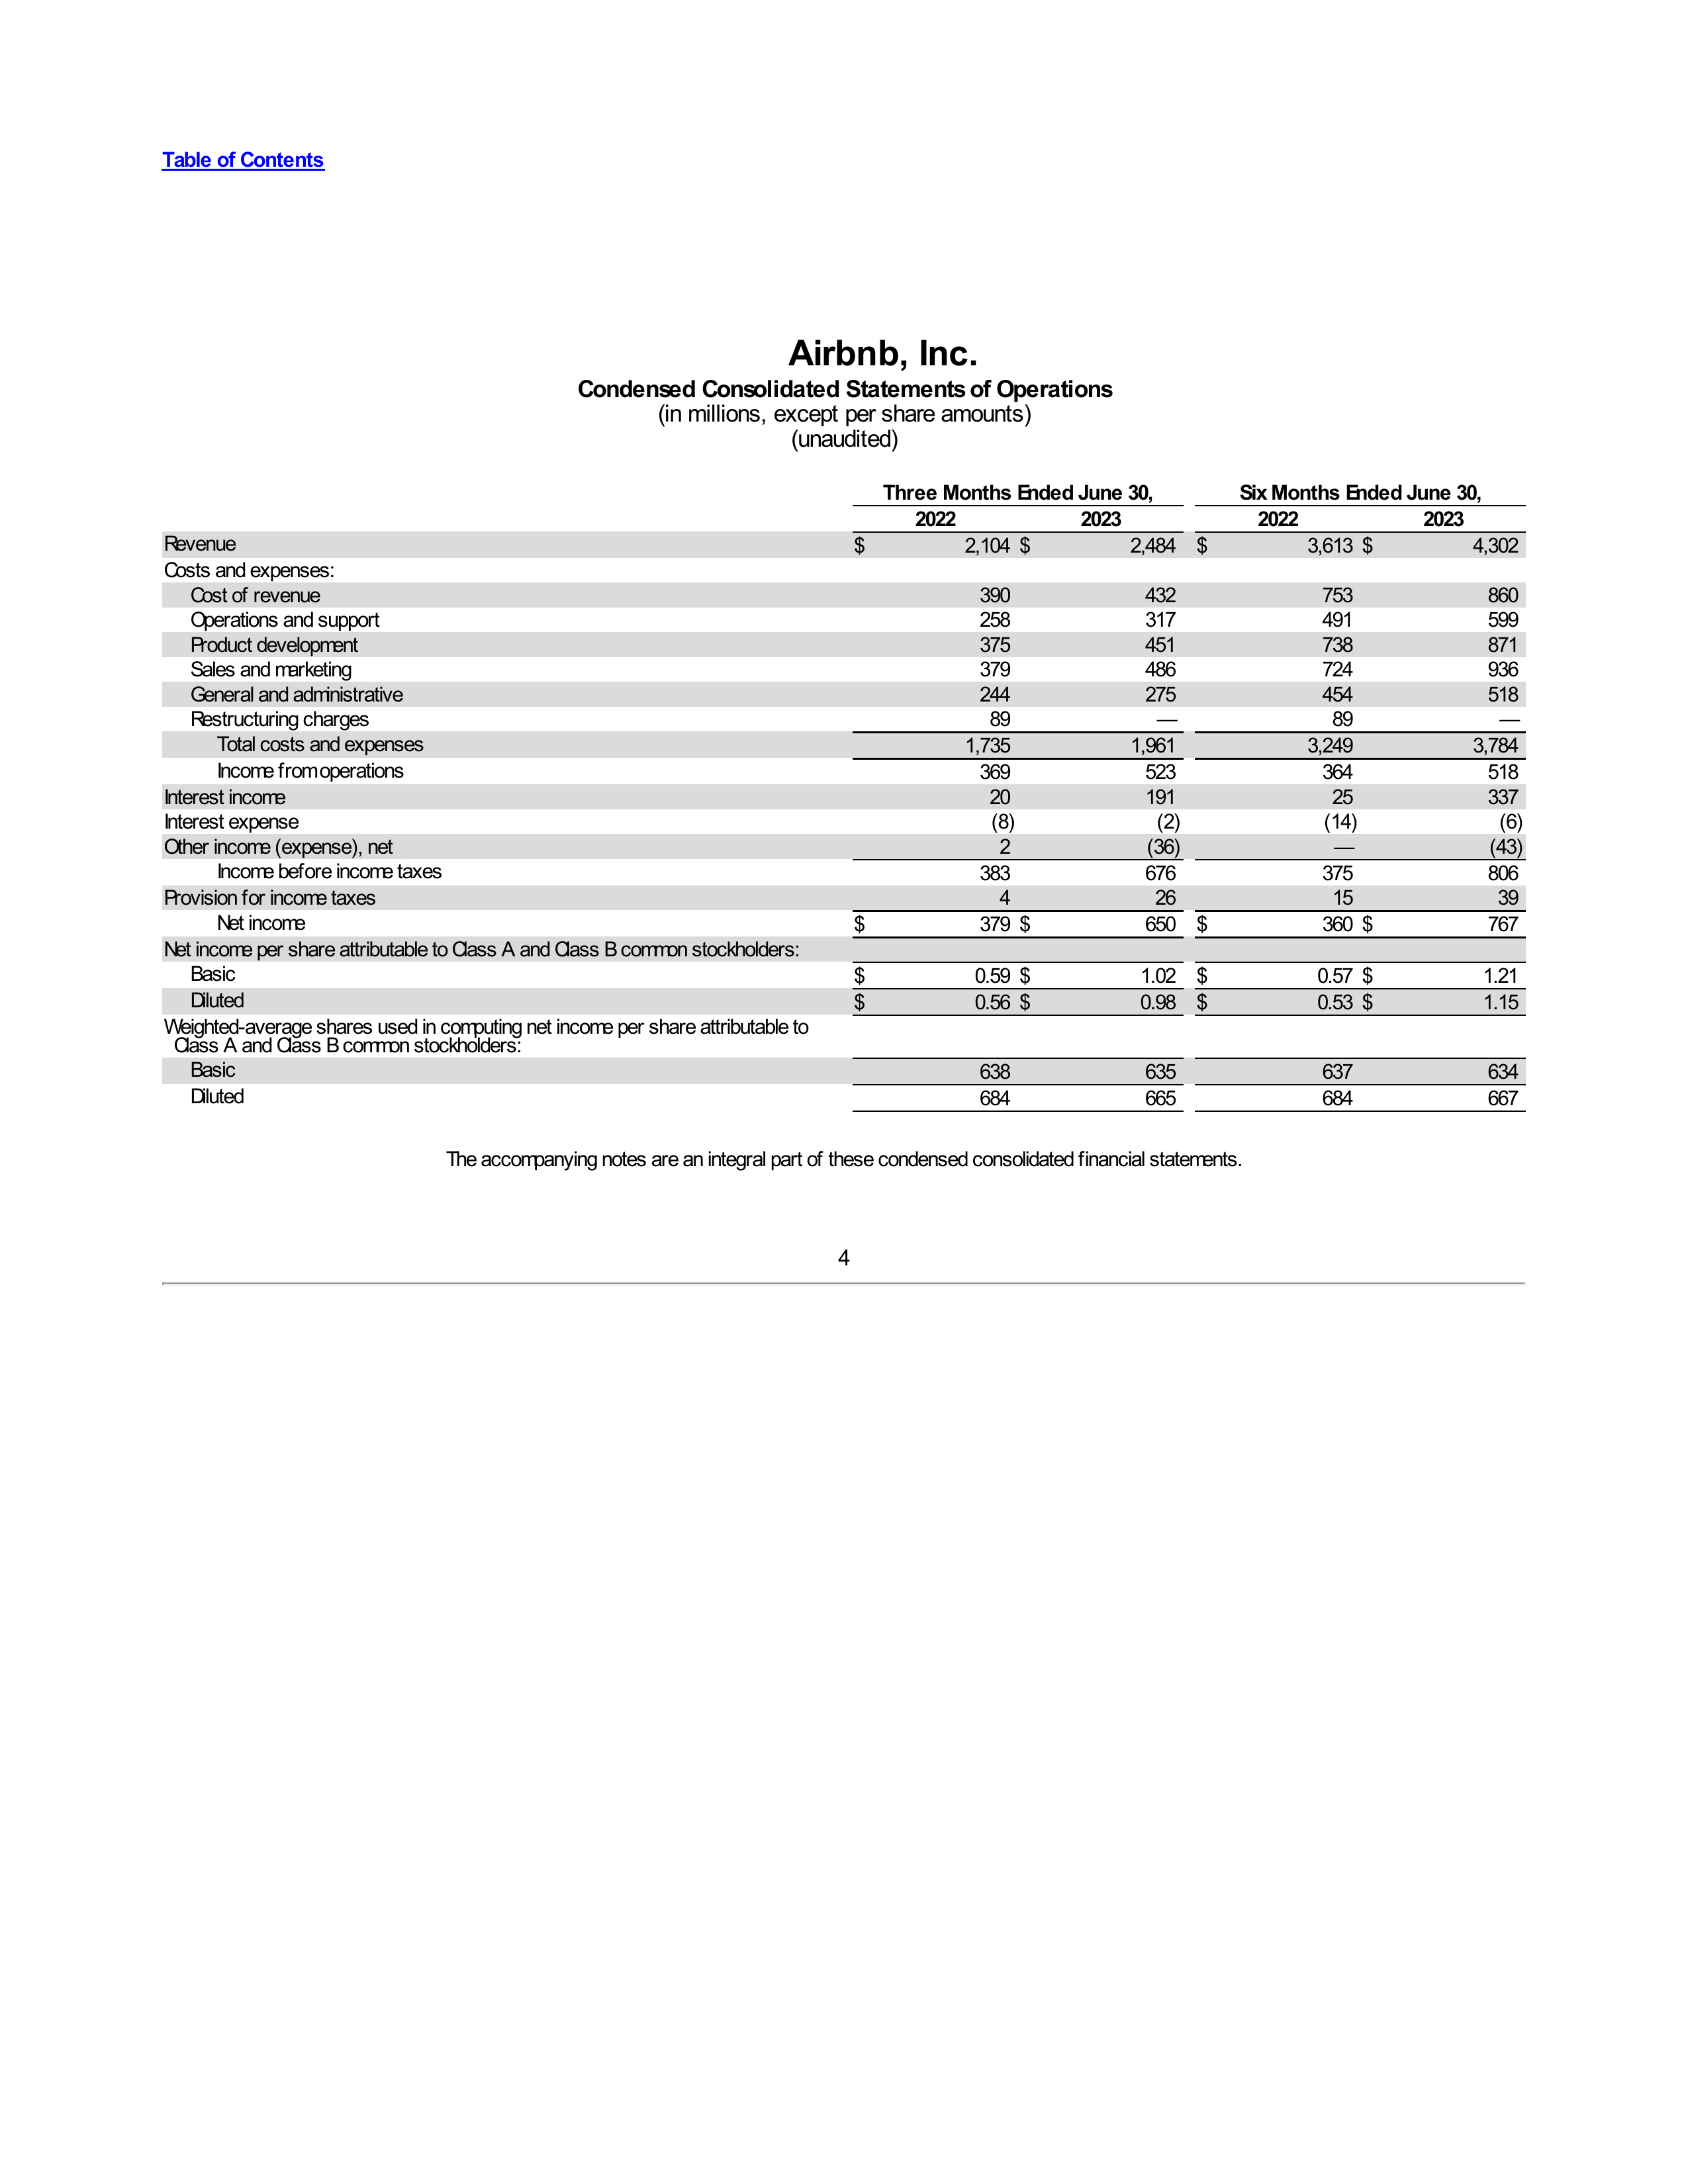 Table of Contents
Airbnb, Inc.
Condensed Consolidated Statements of Operations
(in millions, except per share amounts)
(unaudited)
Three Months Ended June 30, Six Months Ended June 30,
2022 2023 2022 2023
Revenue $ 2,104 $ 2,484 $ 3,613 $ 4,302
Costs and expenses:
Cost of revenue 390 432 753 860
Operations and support 258 317 491 599
Product development 375 451 738 871
Sales and marketing 379 486 724 936
General and administrative 244 275 454 518
Restructuring charges 89 — 89 —
Total costs and expenses 1,735 1,961 3,249 3,784
Income from operations 369 523 364 518
Interest income 20 191 25 337
Interest expense (8) (2) (14) (6)
Other income (expense), net 2 (36) — (43)
Income before income taxes 383 676 375 806
Provision for income taxes 4 26 15 39
Net income $ 379 $ 650 $ 360 $ 767
Net income per share attributable to Class A and Class B common stockholders:
Basic $ 0.59 $ 1.02 $ 0.57 $ 1.21
Diluted $ 0.56 $ 0.98 $ 0.53 $ 1.15
Weighted-average shares used in computing net income per share attributable to
Class A and Class B common stockholders:
Basic 638 635 637 634
Diluted 684 665 684 667
The accompanying notes are an integral part of these condensed consolidated financial statements.
4